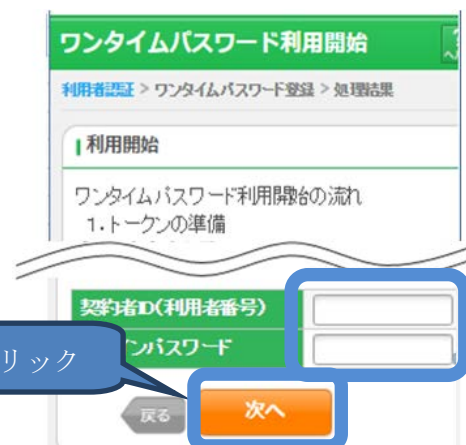 ワンタイムパスワード利用開始
利用者認証 > ワンタイムパスワード登録 > 処理結果
利用開始
ワンタイムパスワード利用開始の流れ
1.トークンの準備
契約者ID(利用者番号)
ンパスワード
リック
戻る
次へ